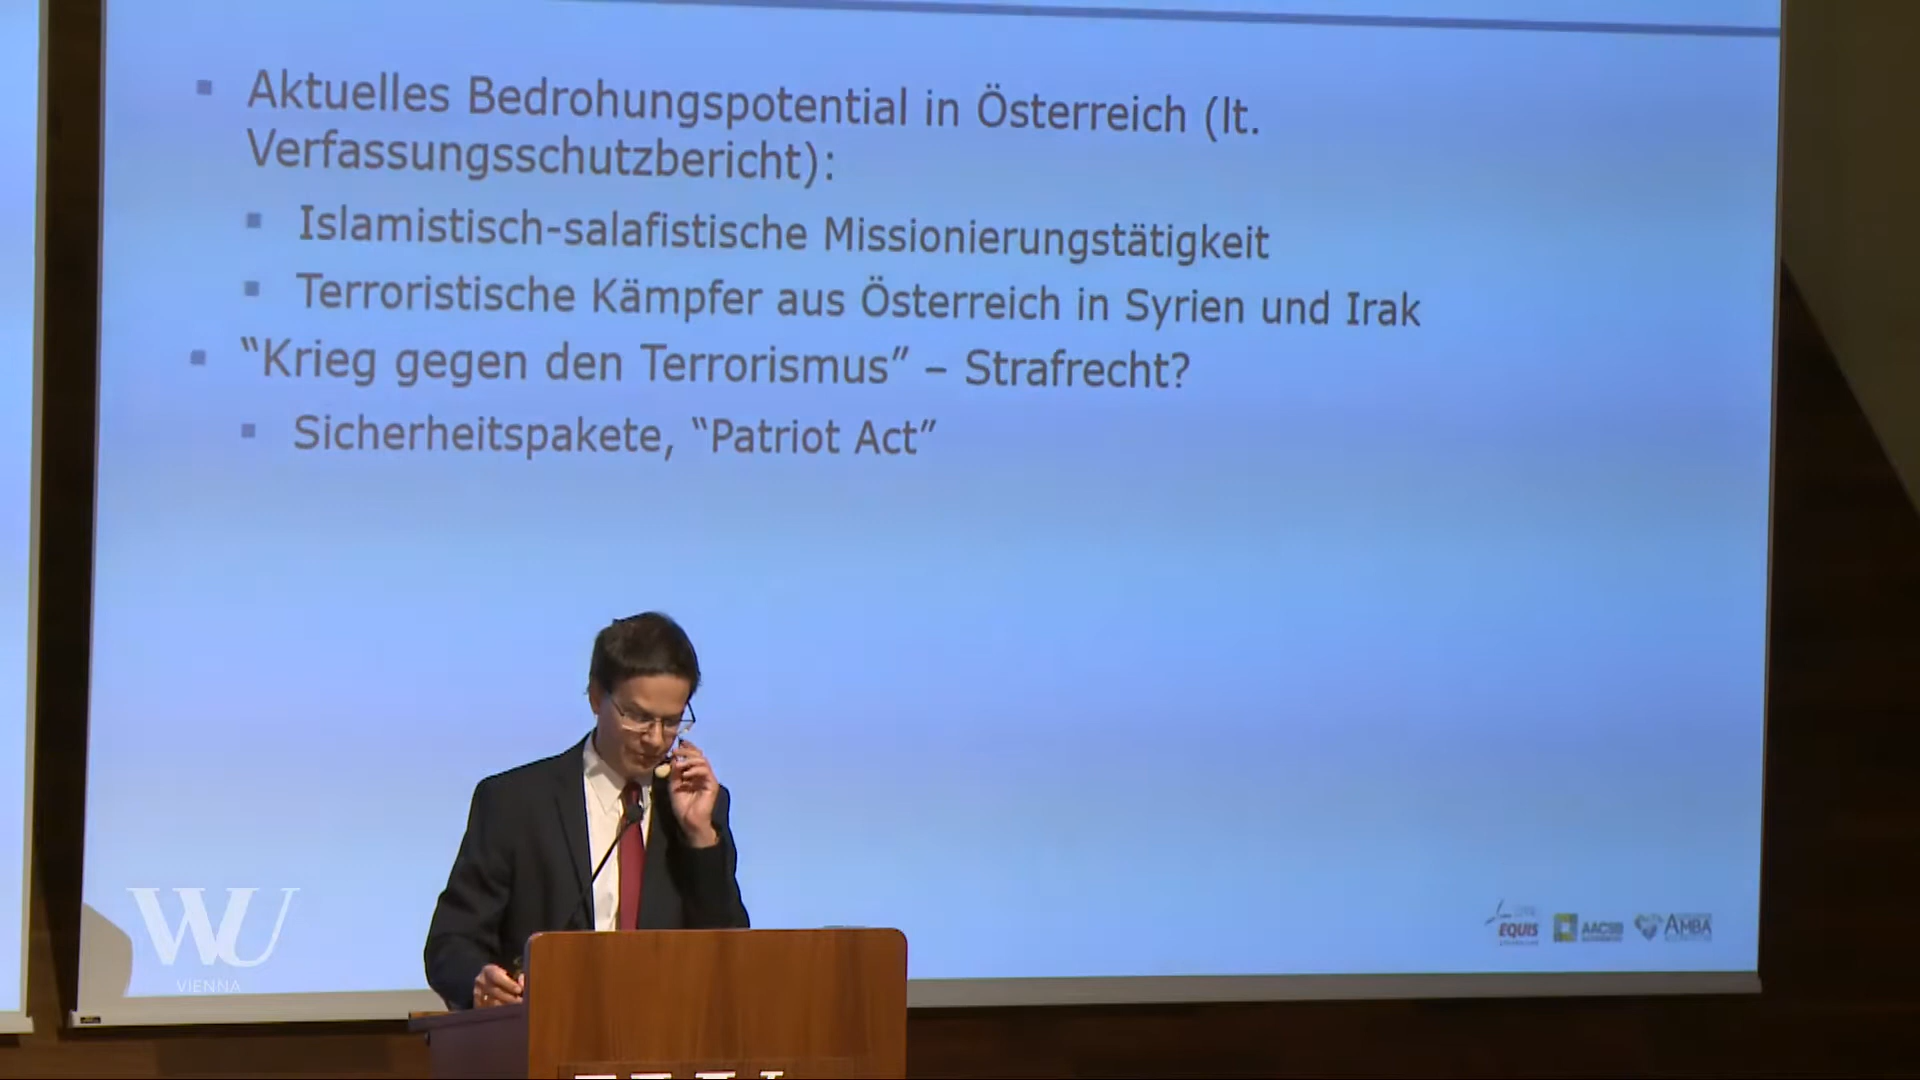 Aktuelles Bedrohungspotential in Österreich (lt.
Verfassungsschutzbericht):
Islamistisch-salafistische Missionierungstätigkeit
Terroristische Kämpfer aus Österreich in Syrien und Irak
“Krieg gegen den Terrorismus” – Strafrecht?
Sicherheitspakete, “Patriot Act”
WU
VIENNA
EQUIS
AACSB
AMBA